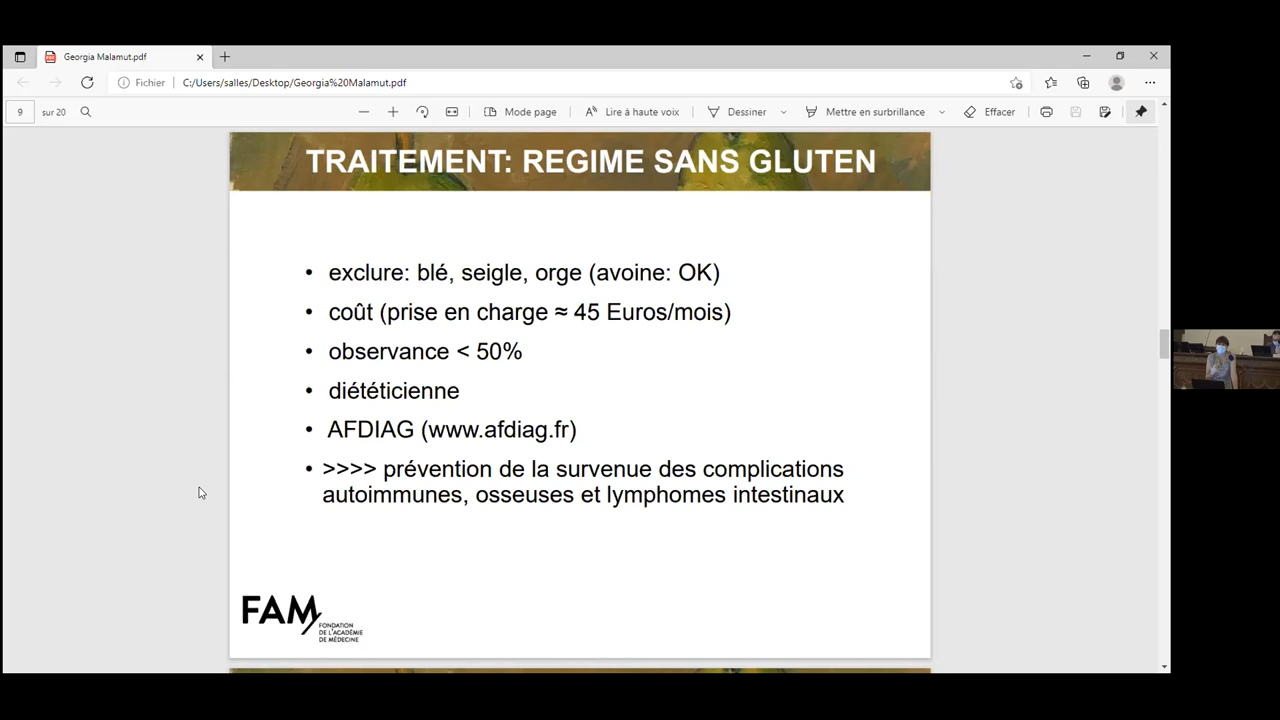 Georgia Malamut.pdf
Fichier
C:/Users/salles/Desktop/Georgia%20Malamut.pdf
9 sur 20
Mode page
Lire à haute voix
Dessiner
Mettre en surbrillance
Effacer
TRAITEMENT: REGIME SANS GLUTEN
• exclure: blé, seigle, orge (avoine: OK)
• coût (prise en charge ≈ 45 Euros/mois)
• observance < 50%
• diététicienne
• AFDIAG (www.afdiag.fr)
• >>>> prévention de la survenue des complications
autoimmunes, osseuses et lymphomes intestinaux
FAM
FONDATION
DE L'ACADÉMIE
DE MÉDECINE